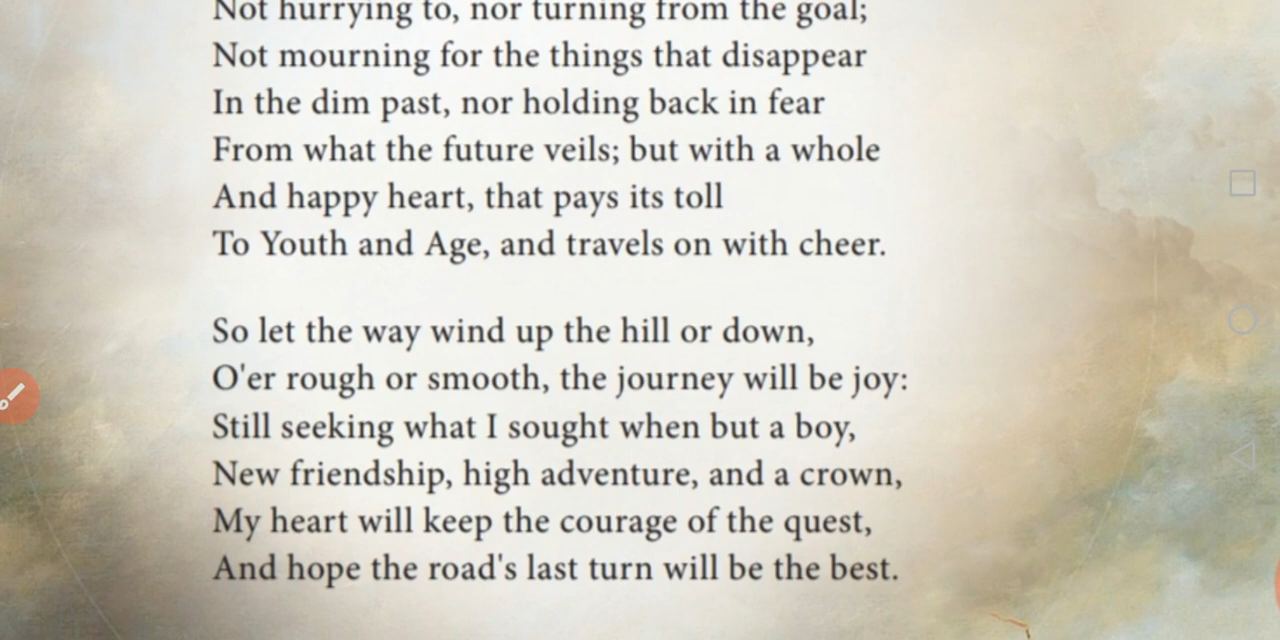 Not hurrying to, nor turning from the goal;
Not mourning for the things that disappear
In the dim past, nor holding back in fear
From what the future veils; but with a whole
And happy heart, that pays its toll
To Youth and Age, and travels on with cheer.
So let the way wind up the hill or down,
O'er rough or smooth, the journey will be joy:
Still seeking what I sought when but a boy,
New friendship, high adventure, and a crown,
My heart will keep the courage of the quest,
And hope the road's last turn will be the best.